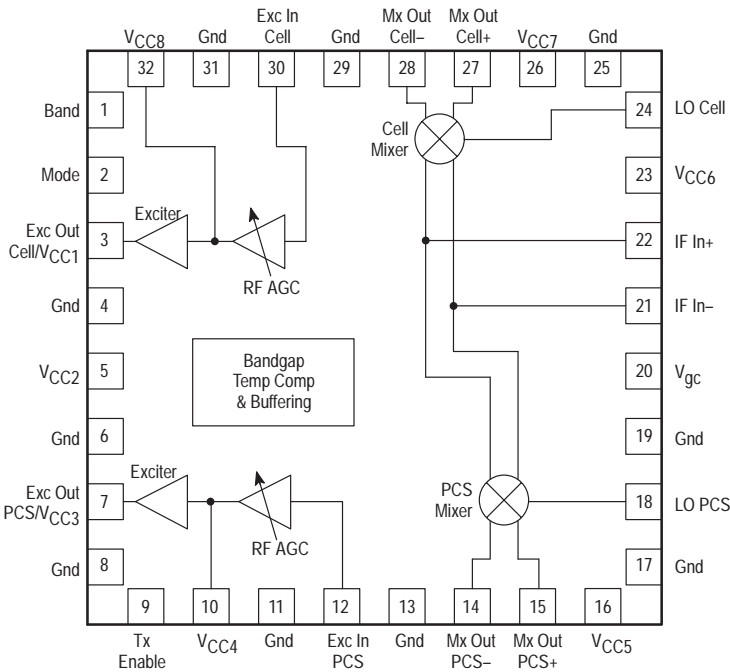 VCC8
Gnd
Exc In
Cell
Gnd
Mx Out
Cell–
Mx Out
Cell+
VCC7
Gnd
32
31
30
29
28
27
26
25
Band
1
Mode
2
Exc Out
Cell/VCC1
3
Gnd
4
VCC2
5
Gnd
6
Exc Out
PCS/VCC3
7
Gnd
8
Exciter
RF AGC
Cell
Mixer
Bandgap
Temp Comp
& Buffering
Exciter
RF AGC
PCS
Mixer
24
LO Cell
23
VCC6
22
IF In+
21
IF In–
20
Vgc
19
Gnd
18
LO PCS
17
Gnd
9
10
11
12
13
14
15
16
Tx
Enable
VCC4
Gnd
Exc In
PCS
Gnd
Mx Out
PCS–
Mx Out
PCS+
VCC5